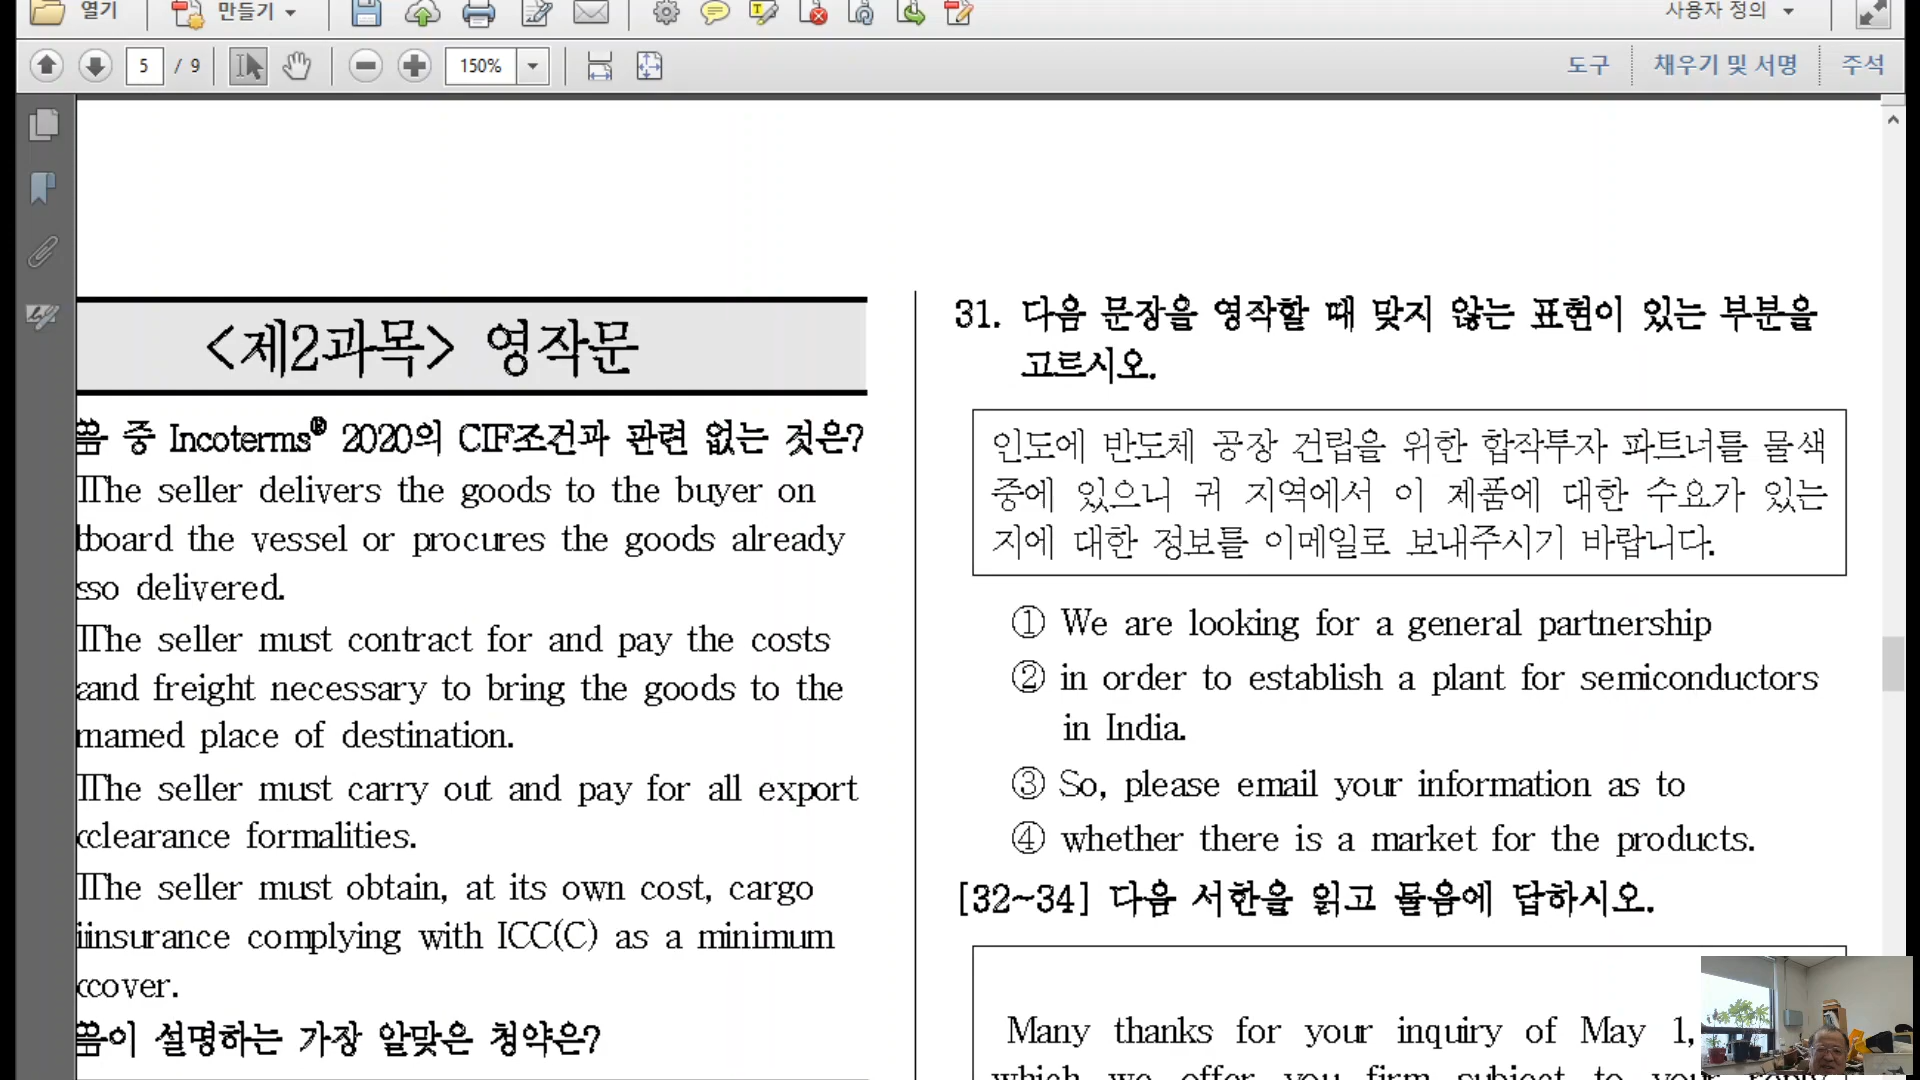 열기
만들기
사용자 정의
5 / 9
150%
도구
채우기 및 서명
주석
<제2과목> 영작문
중 Incoterms® 2020의 CIF조건과 관련 없는 것은?
The seller delivers the goods to the buyer on
board the vessel or procures the goods already
so delivered.
The seller must contract for and pay the costs
and freight necessary to bring the goods to the
named place of destination.
The seller must carry out and pay for all export
clearance formalities.
The seller must obtain, at its own cost, cargo
insurance complying with ICC(C) as a minimum
cover.
이 설명하는 가장 알맞은 청약은?
31. 다음 문장을 영작할 때 맞지 않는 표현이 있는 부분을
고르시오.
인도에 반도체 공장 건립을 위한 합작투자 파트너를 물색
중에 있으니 귀 지역에서 이 제품에 대한 수요가 있는
지에 대한 정보를 이메일로 보내주시기 바랍니다.
① We are looking for a general partnership
② in order to establish a plant for semiconductors
in India.
③ So, please email your information as to
④ whether there is a market for the products.
[32~34] 다음 서한을 읽고 물음에 답하시오.
Many thanks for your inquiry of May 1,
which we offer you firm subject to your reply